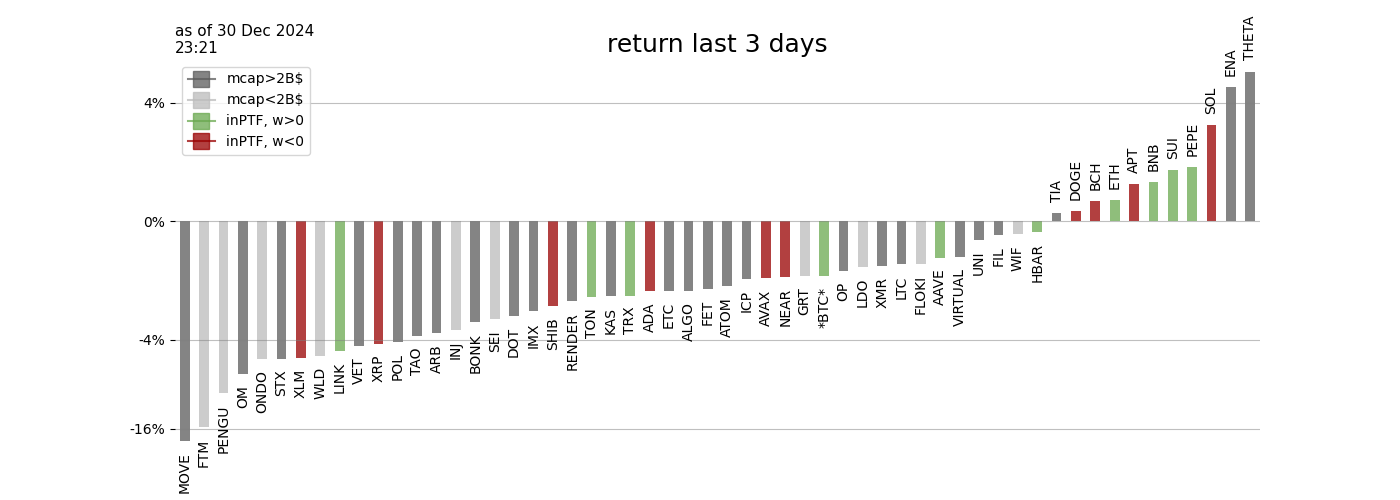 as of 30 Dec 2024
23:21
return last 3 days
mcap>2B$
mcap<2B$
inPTF, w>0
inPTF, w<0
4%
0%
-4%
-16%
MOVE
FTM
PENGU
OM
ONDO
STX
XLM
WLD
LINK
VET
XRP
POL
TAO
ARB
INJ
BONK
SEI
DOT
IMX
SHIB
RENDER
TON
KAS
TRX
ADA
ETC
ALGO
FET
ATOM
ICP
AVAX
NEAR
GRT
*BTC*
OP
LDO
XMR
LTC
FLOKI
AAVE
VIRTUAL
UNI
FIL
WIF
HBAR
TIA
DOGE
BCH
ETH
APT
BNB
SUI
PEPE
SOL
ENA
THETA